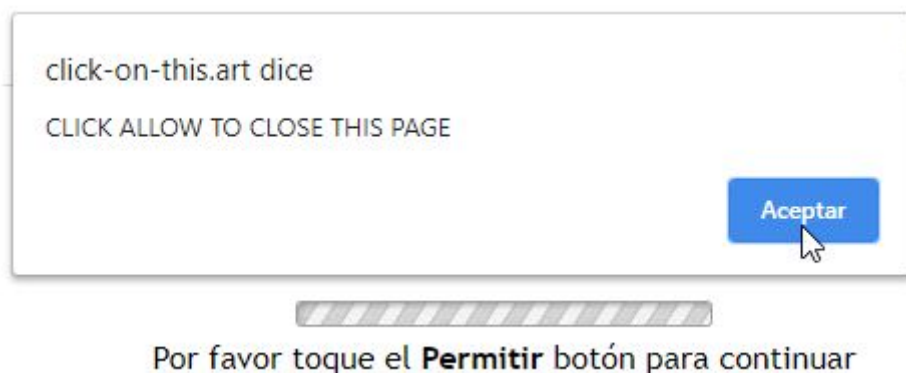 click-on-this.art dice
CLICK ALLOW TO CLOSE THIS PAGE
Aceptar
Por favor toque el Permitir botón para continuar